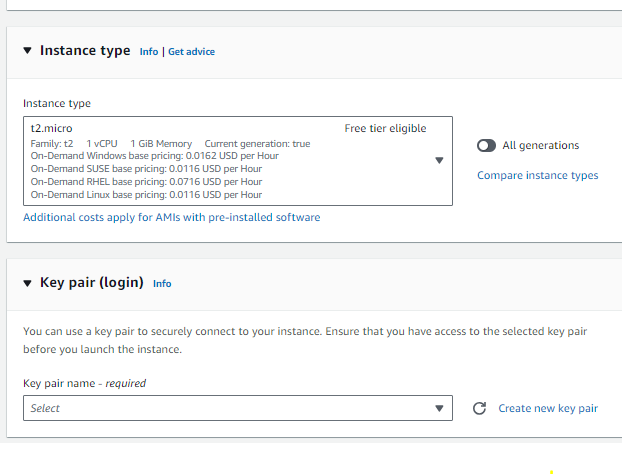 Instance type Info | Get advice
Instance type
t2.micro Free tier eligible
Family: t2 1 vCPU 1 GiB Memory Current generation: true
On-Demand Windows base pricing: 0.0162 USD per Hour
On-Demand SUSE base pricing: 0.0116 USD per Hour
On-Demand RHEL base pricing: 0.0716 USD per Hour
On-Demand Linux base pricing: 0.0116 USD per Hour
All generations
Compare instance types
Additional costs apply for AMIs with pre-installed software
Key pair (login) Info
You can use a key pair to securely connect to your instance. Ensure that you have access to the selected key pair
before you launch the instance.
Key pair name - required
Select
Create new key pair